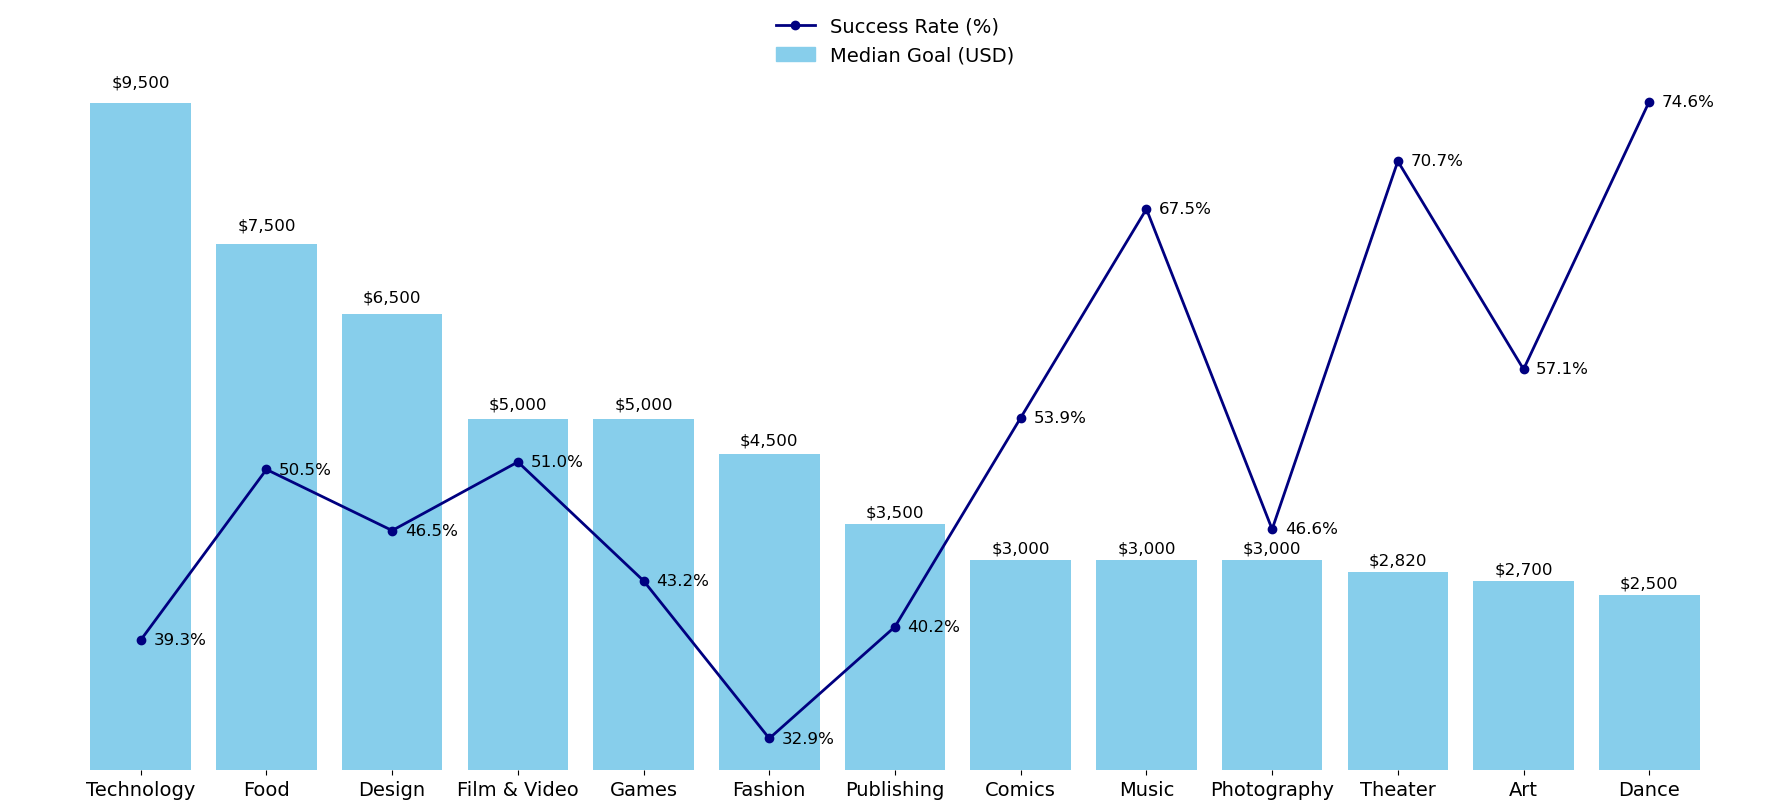 Success Rate (%)
Median Goal (USD)
$9,500
$7,500
$6,500
$5,000
$5,000
$4,500
$3,500
$3,000
$3,000
$3,000
$2,820
$2,700
$2,500
39.3%
50.5%
46.5%
51.0%
43.2%
32.9%
40.2%
53.9%
67.5%
46.6%
70.7%
57.1%
74.6%
Technology
Food
Design
Film & Video
Games
Fashion
Publishing
Comics
Music
Photography
Theater
Art
Dance